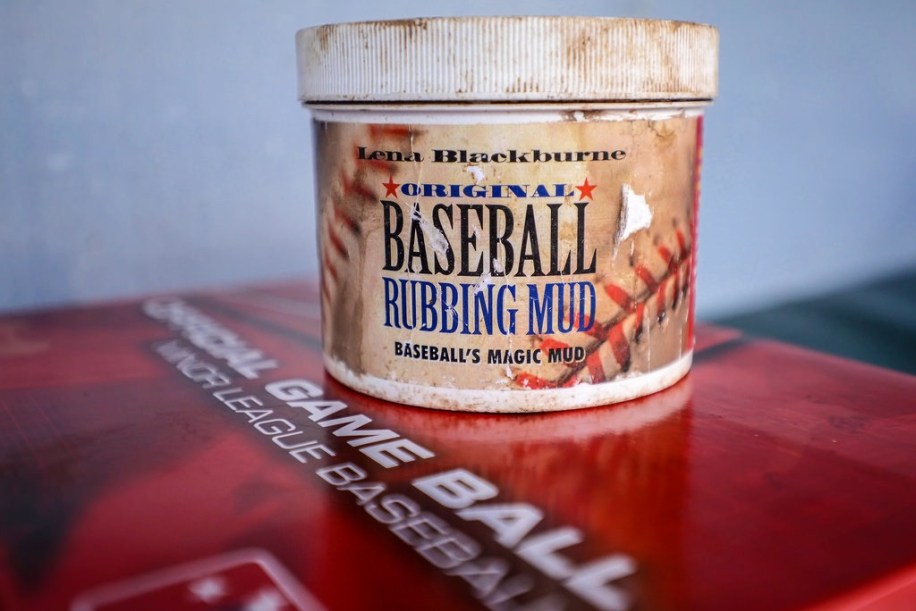 Lena Blackburne
ORIGINAL
BASEBALL
RUBBING MUD
BASEBALL'S MAGIC MUD
OFFICIAL GAME BALL
MINOR LEAGUE BASEBALL